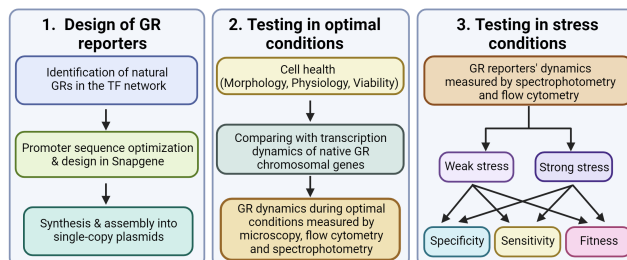 1. Design of GR
reporters
Identification of natural
GRs in the TF network
Promoter sequence optimization
& design in Snapgene
Synthesis & assembly into
single-copy plasmids
2. Testing in optimal
conditions
Cell health
(Morphology, Physiology, Viability)
Comparing with transcription
dynamics of native GR
chromosomal genes
GR dynamics during optimal
conditions measured by
microscopy, flow cytometry
and spectrophotometry
3. Testing in stress
conditions
GR reporters' dynamics
measured by spectrophotometry
and flow cytometry
Weak stress
Strong stress
Specificity
Sensitivity
Fitness